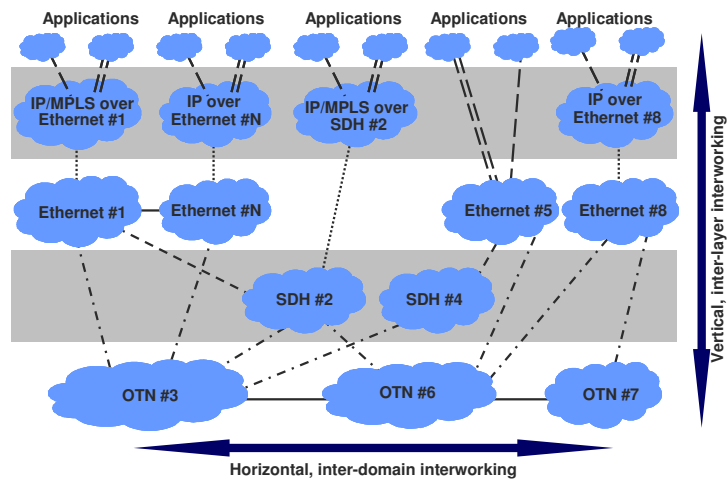 Applications
Applications
Applications
Applications
Applications
IP/MPLS over
Ethernet #1
IP over
Ethernet #N
IP/MPLS over
SDH #2
IP over
Ethernet #8
Ethernet #1
Ethernet #N
Ethernet #5
Ethernet #8
SDH #2
SDH #4
OTN #3
OTN #6
OTN #7
Horizontal, inter-domain interworking
Vertical, inter-layer interworking